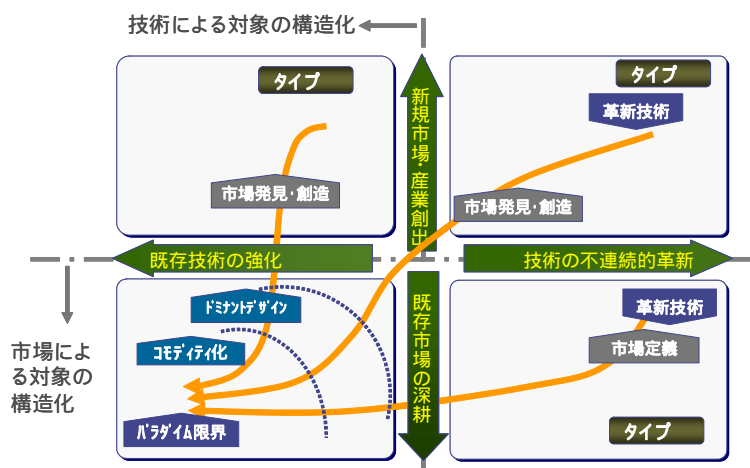 技術による対象の構造化
タイプ
タイプ
革新技術
新規市場・産業創出
市場発見・創造
市場発見・創造
既存技術の強化
技術の不連続的革新
ﾄﾞﾐﾅﾝﾄﾃﾞｻﾞｲﾝ
革新技術
既存市場の深耕
市場定義
ｺﾓﾃﾞｨﾃｨ化
市場によ
る対象の
構造化
ﾊﾟﾗﾀﾞｲﾑ限界
タイプ